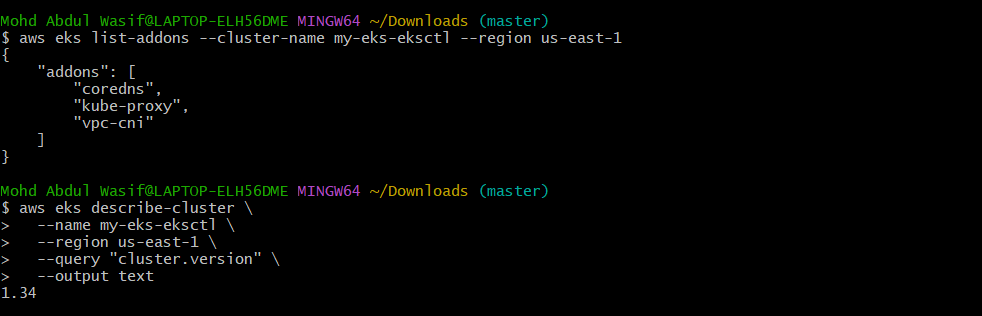 Mohd Abdul Wasif@LAPTOP-ELH56DME MINGW64 ~/Downloads (master)
$ aws eks list-addons --cluster-name my-eks-eksctl --region us-east-1
{
    "addons": [
        "coredns",
        "kube-proxy",
        "vpc-cni"
    ]
}
Mohd Abdul Wasif@LAPTOP-ELH56DME MINGW64 ~/Downloads (master)
$ aws eks describe-cluster \
>   --name my-eks-eksctl \
>   --region us-east-1 \
>   --query "cluster.version" \
>   --output text
1.34